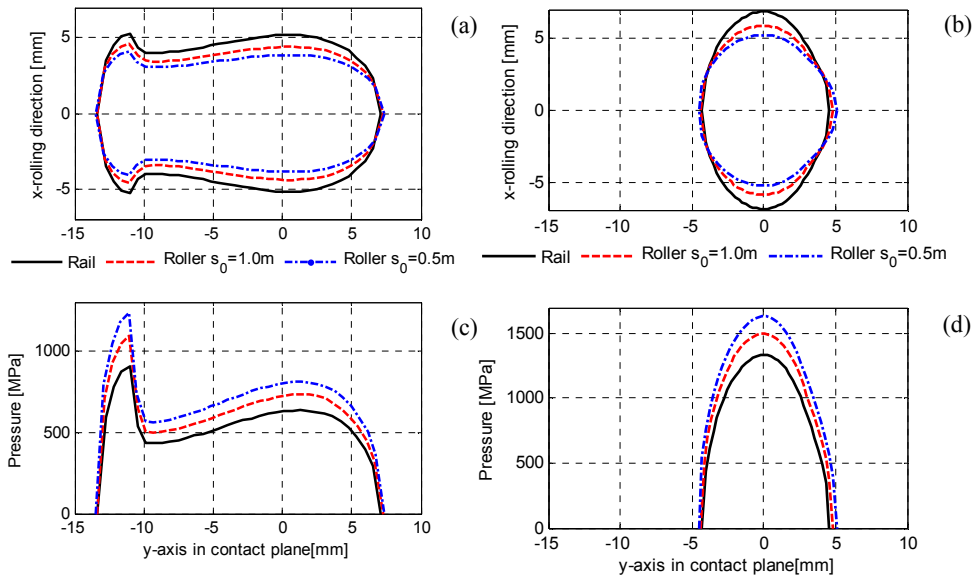 (a)
x-rolling direction [mm]
5
0
-5
-15 -10 -5 0 5 10
Rail Roller s0=1.0m Roller s0=0.5m
(b)
x-rolling direction [mm]
5
0
-5
-15 -10 -5 0 5 10
Rail Roller s0=1.0m Roller s0=0.5m
(c)
Pressure [MPa]
1000
500
0
-15 -10 -5 0 5 10
y-axis in contact plane[mm]
(d)
Pressure [MPa]
1500
1000
500
0
-15 -10 -5 0 5 10
y-axis in contact plane[mm]